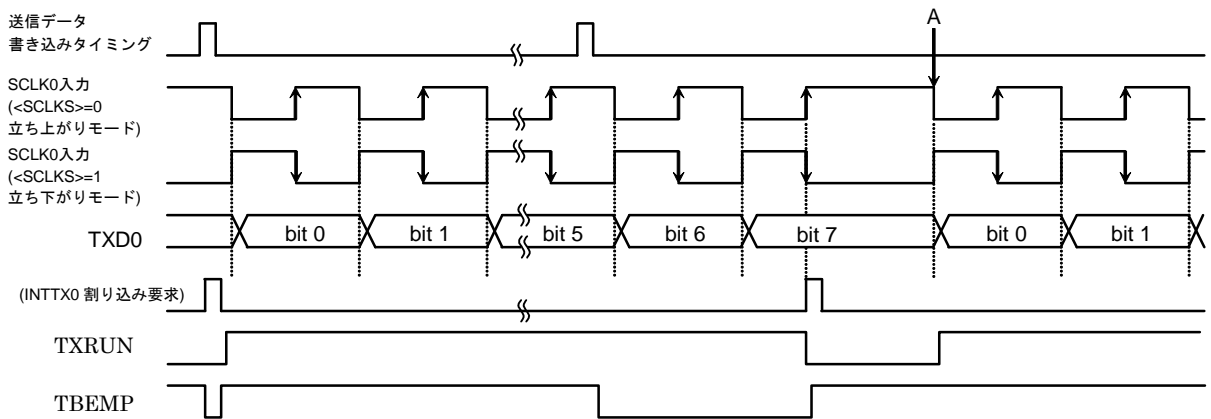 送信データ
書き込みタイミング
A
SCLK0入力
(<SCLKS>=0
立ち上がりモード)
SCLK0入力
(<SCLKS>=1
立ち下がりモード)
TXD0 bit 0 bit 1 bit 5 bit 6 bit 7 bit 0 bit 1
(INTTX0 割り込み要求)
TXRUN
TBEMP